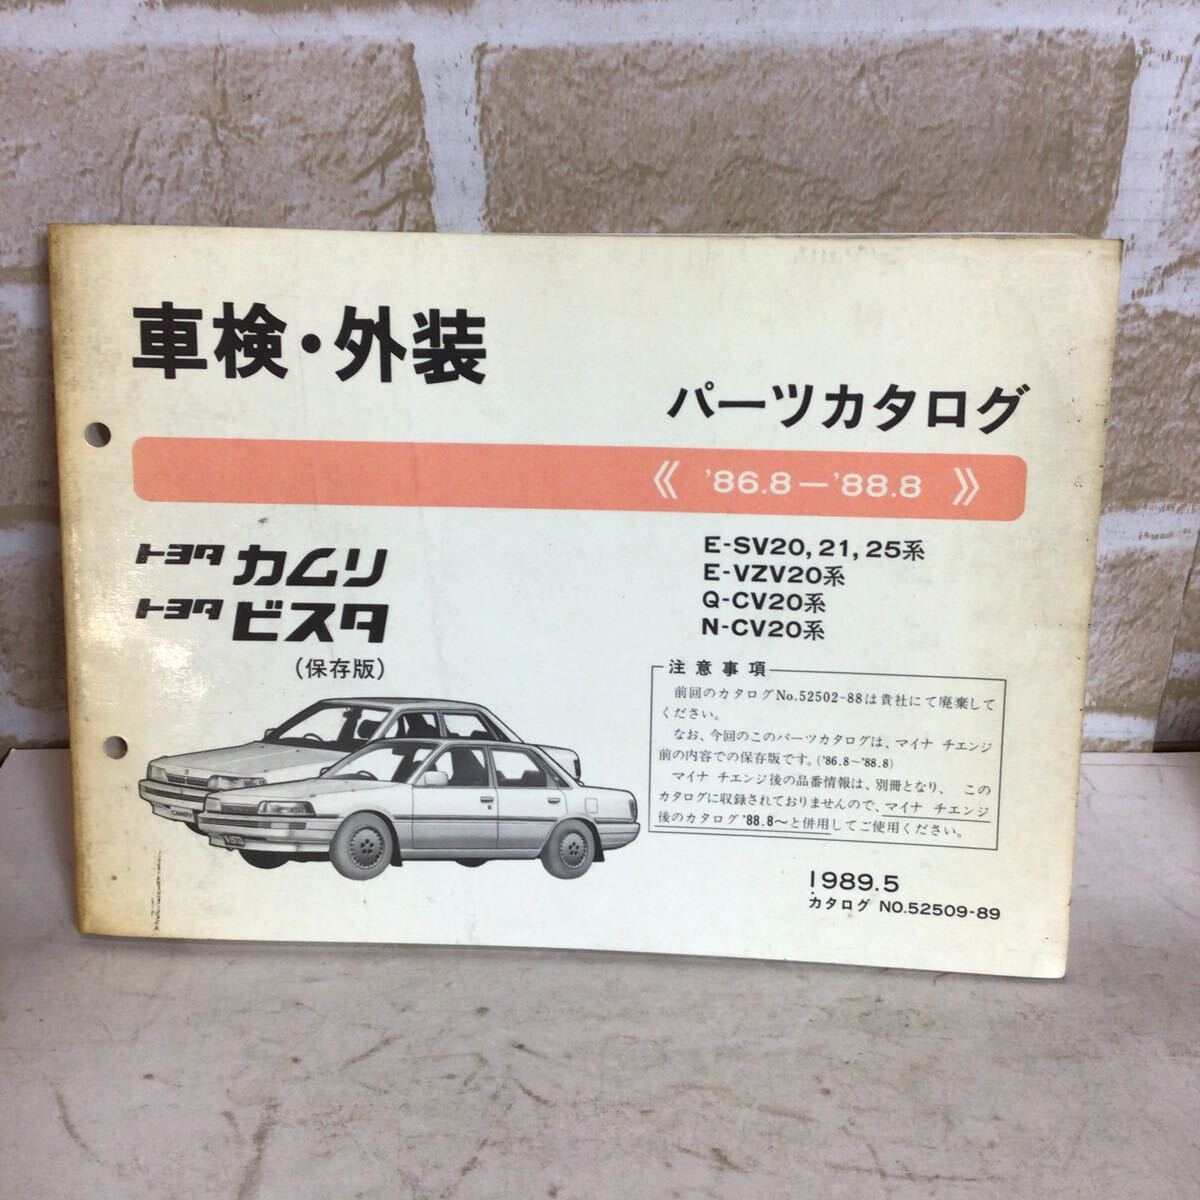 車検・外装
パーツカタログ
《 '86.8－'88.8 》
トヨタ カムリ
トヨタ ビスタ
(保存版)
E-SV20, 21, 25系
E-VZV20系
Q-CV20系
N-CV20系
注意事項
前回のカタログNo.52502-88は貴社にて廃棄して
ください。
なお、今回のこのパーツカタログは、マイナ チエンジ
前の内容での保存版です。('86.8～'88.8)
マイナ チエンジ後の品番情報は、別冊となり、 この
カタログに収録されておりませんので、マイナ チエンジ
後のカタログ'88.8～と併用してご使用ください。
CAMRY
1989.5
カタログ NO.52509-89